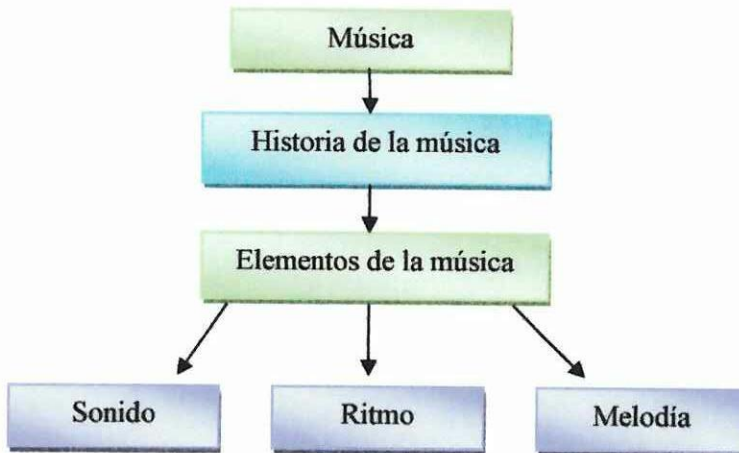 Música
Historia de la música
Elementos de la música
Sonido
Ritmo
Melodía